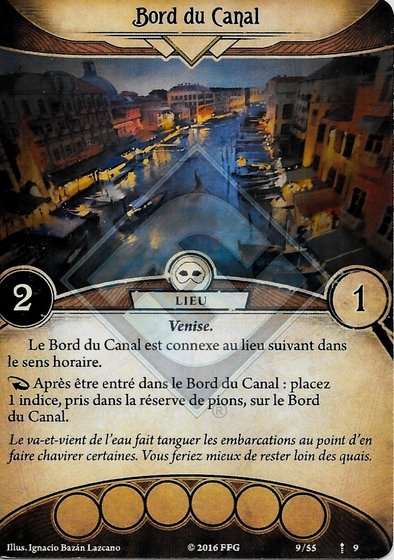 Bord du Canal
2
LIEU
1
Venise.
Le Bord du Canal est connexe au lieu suivant dans
le sens horaire.
Après être entré dans le Bord du Canal : placez
1 indice, pris dans la réserve de pions, sur le Bord
du Canal.
Le va-et-vient de l'eau fait tanguer les embarcations au point d'en
faire chavirer certaines. Vous feriez mieux de rester loin des quais.
Illus. Ignacio Bazán Lazcano © 2016 FFG 9/55 9